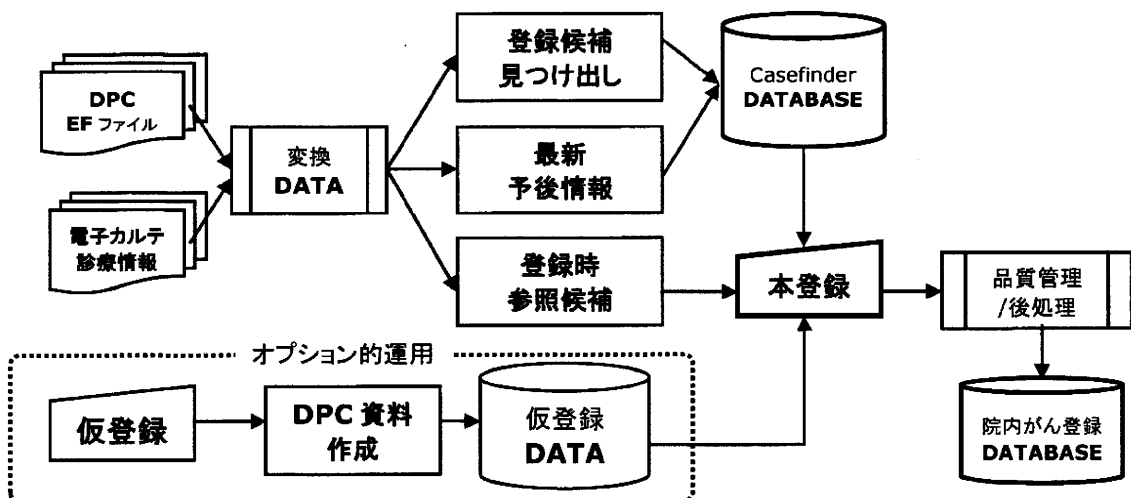 DPC
EF ファイル
電子カルテ
診療情報
変換
DATA
登録候補
見つけ出し
最新
予後情報
登録時
参照候補
Casefinder
DATABASE
本登録
品質管理
/後処理
院内がん登録
DATABASE
オプション的運用
仮登録
DPC 資料
作成
仮登録
DATA